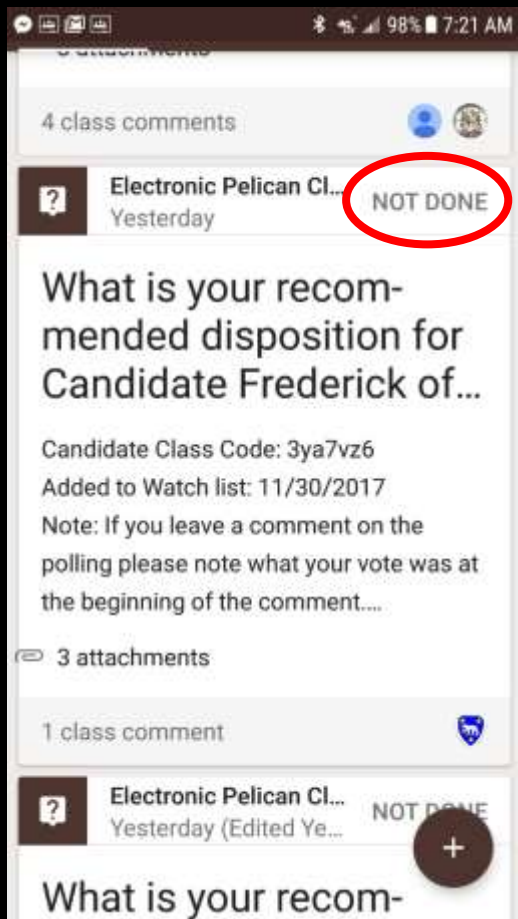 98% 7:21 AM
4 class comments
Electronic Pelican Cl...
NOT DONE
Yesterday
What is your recom-
mended disposition for
Candidate Frederick of...
Candidate Class Code: 3ya7vz6
Added to Watch list: 11/30/2017
Note: If you leave a comment on the
polling please note what your vote was at
the beginning of the comment....
3 attachments
1 class comment
Electronic Pelican Cl...
NOT DONE
Yesterday (Edited Ye...
What is your recom-